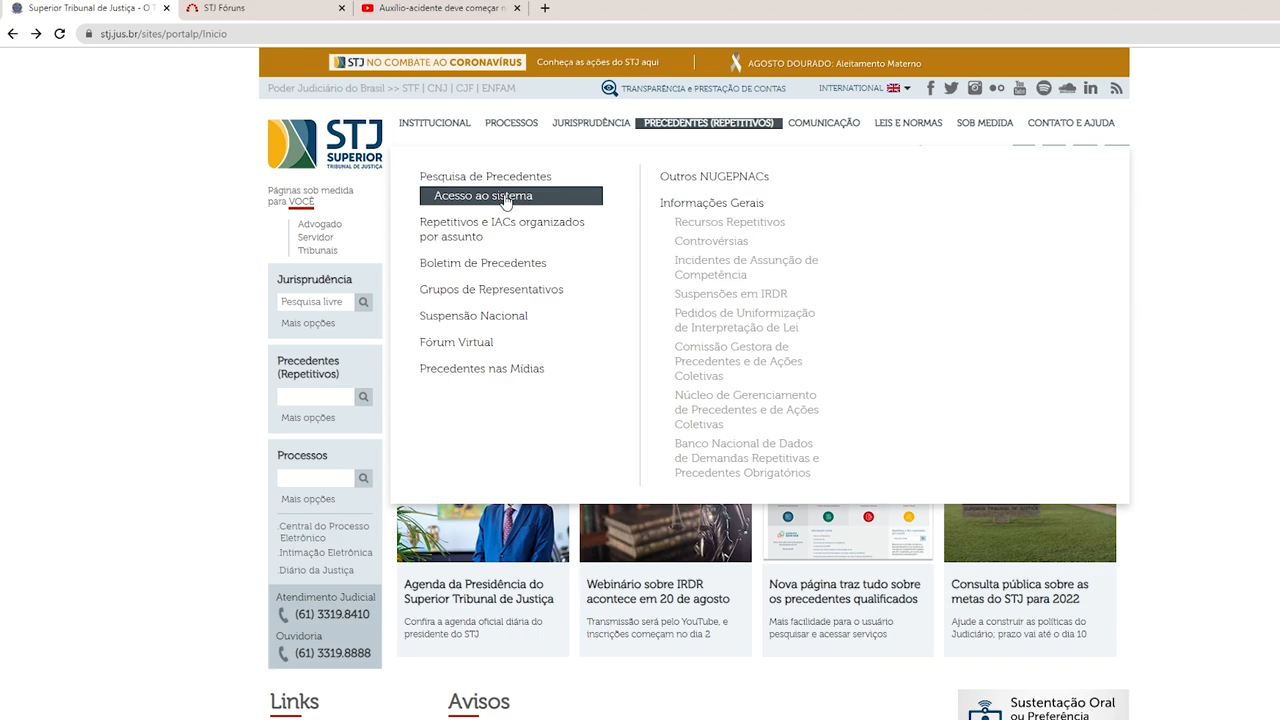 Superior Tribunal de Justiça - O T
STJ Fóruns
Auxílio-acidente deve começar n
stj.jus.br/sites/portalp/Inicio
STJ NO COMBATE AO CORONAVÍRUS
Conheça as ações do STJ aqui
AGOSTO DOURADO: Aleitamento Materno
Poder Judiciário do Brasil >> STF | CNJ | CJF | ENFAM
TRANSPARÊNCIA e PRESTAÇÃO DE CONTAS
INTERNATIONAL
STJ
SUPERIOR
TRIBUNAL DE JUSTIÇA
INSTITUCIONAL
PROCESSOS
JURISPRUDÊNCIA
PRECEDENTES (REPETITIVOS)
COMUNICAÇÃO
LEIS E NORMAS
SOB MEDIDA
CONTATO E AJUDA
Páginas sob medida
para VOCÊ
Advogado
Servidor
Tribunais
Jurisprudência
Pesquisa livre
Mais opções
Precedentes
(Repetitivos)
Mais opções
Processos
Mais opções
Central do Processo
Eletrônico
Intimação Eletrônica
Diário da Justiça
Atendimento Judicial
(61) 3319.8410
Ouvidoria
(61) 3319.8888
Pesquisa de Precedentes
Acesso ao sistema
Repetitivos e IACs organizados
por assunto
Boletim de Precedentes
Grupos de Representativos
Suspensão Nacional
Fórum Virtual
Precedentes nas Mídias
Outros NUGEPNACs
Informações Gerais
Recursos Repetitivos
Controvérsias
Incidentes de Assunção de
Competência
Suspensões em IRDR
Pedidos de Uniformização
de Interpretação de Lei
Comissão Gestora de
Precedentes e de Ações
Coletivas
Núcleo de Gerenciamento
de Precedentes e de Ações
Coletivas
Banco Nacional de Dados
de Demandas Repetitivas e
Precedentes Obrigatórios
Agenda da Presidência do
Superior Tribunal de Justiça
Confira a agenda oficial diária do
presidente do STJ
Webinário sobre IRDR
acontece em 20 de agosto
Transmissão será pelo YouTube, e
inscrições começam no dia 2
Nova página traz tudo sobre
os precedentes qualificados
Mais facilidade para o usuário
pesquisar e acessar serviços
Consulta pública sobre as
metas do STJ para 2022
Ajude a construir as políticas do
Judiciário; prazo vai até o dia 10
Links
Avisos
Sustentação Oral
ou Preferência